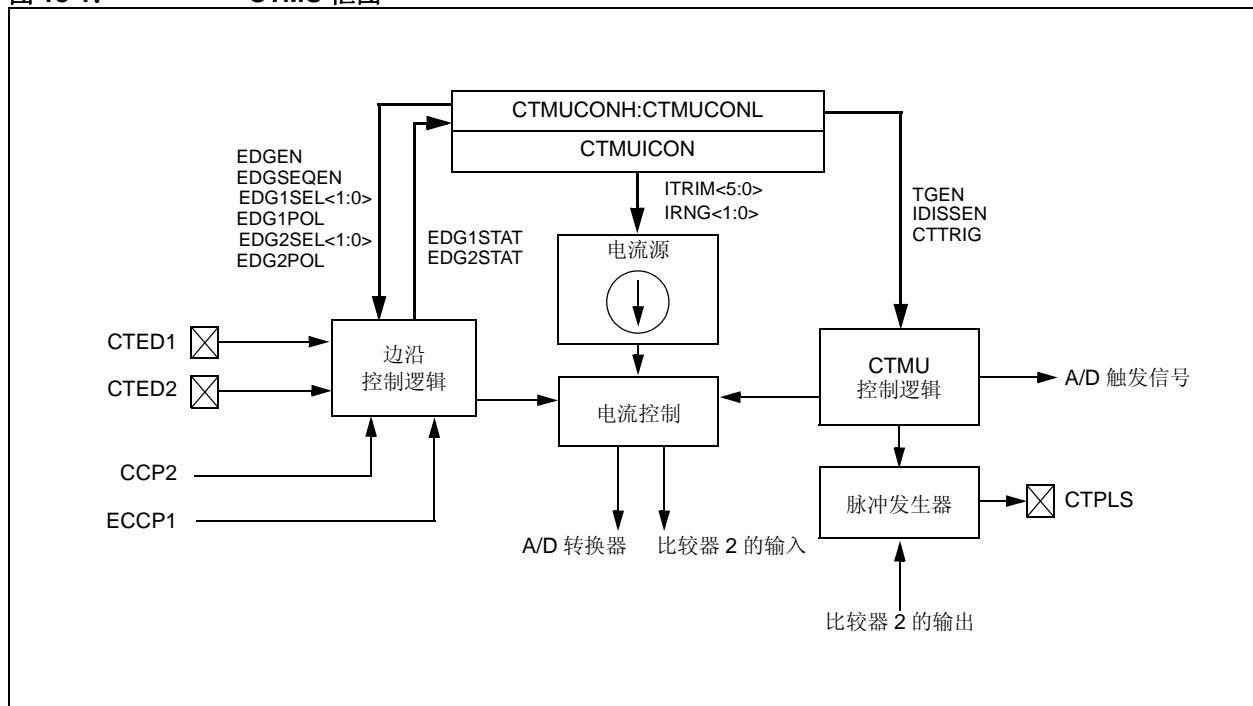 CTMUCONH:CTMUCONL
CTMUICON
EDGEN
EDGSEQEN
EDG1SEL<1:0>
EDG1POL
EDG2SEL<1:0>
EDG2POL
EDG1STAT
EDG2STAT
ITRIM<5:0>
IRNG<1:0>
TGEN
IDISSEN
CTTRIG
电流源
CTED1
CTED2
边沿
控制逻辑
电流控制
CTMU
控制逻辑
A/D 触发信号
CCP2
ECCP1
脉冲发生器
CTPLS
A/D 转换器
比较器 2 的输入
比较器 2 的输出